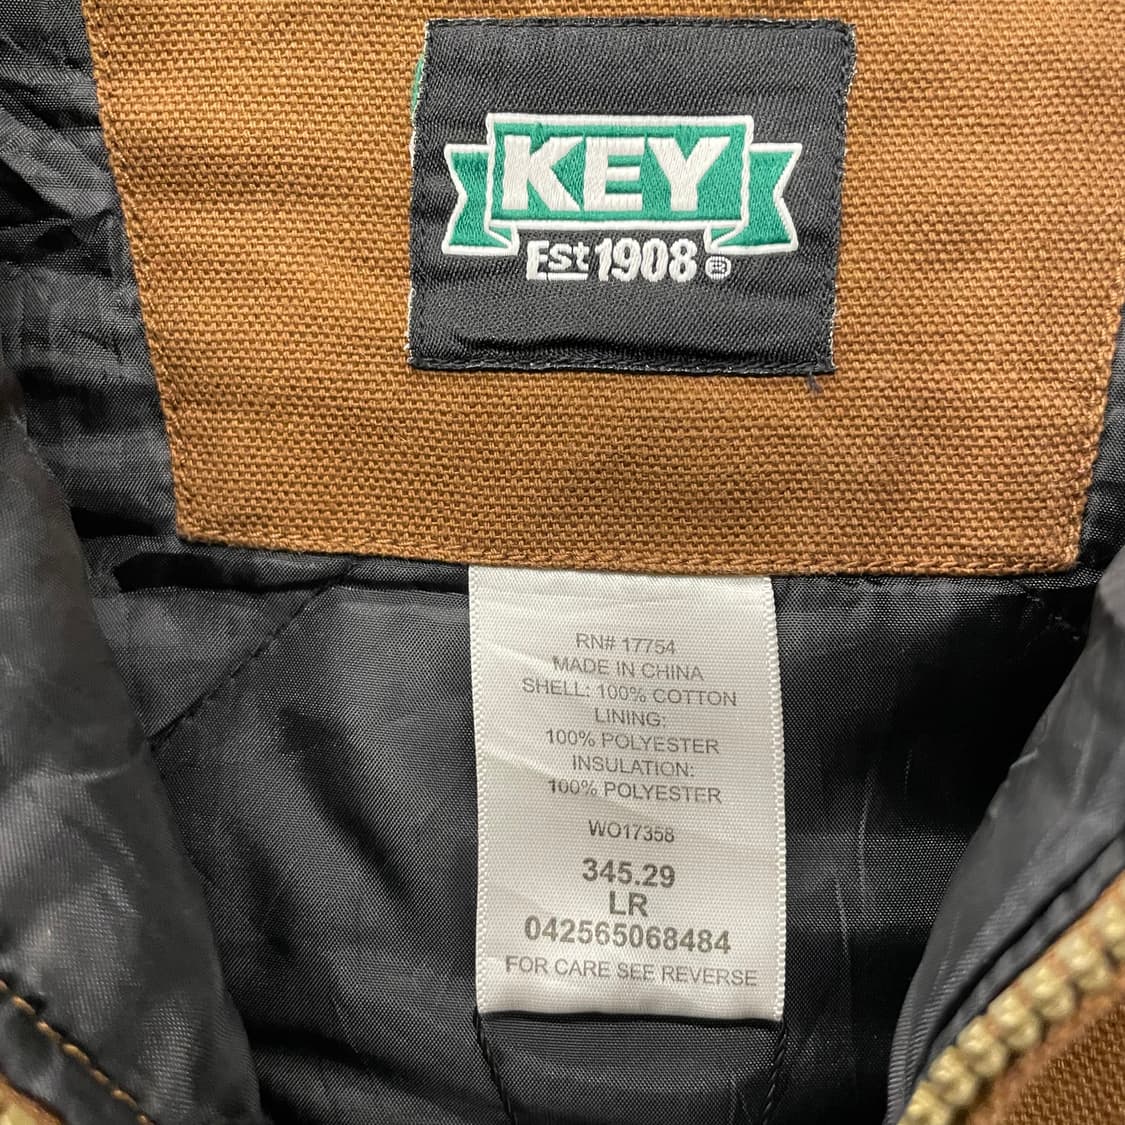 KEY
Est 1908 ®
RN# 17754
MADE IN CHINA
SHELL: 100% COTTON
LINING:
100% POLYESTER
INSULATION:
100% POLYESTER
WO17358
345.29
LR
042565068484
FOR CARE SEE REVERSE